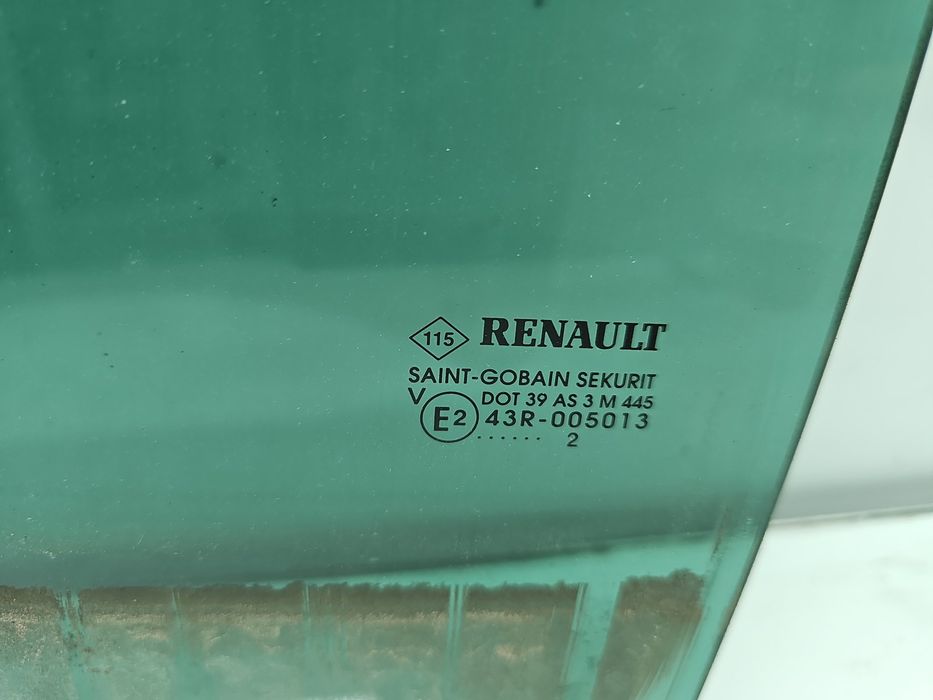 115 RENAULT
SAINT-GOBAIN SEKURIT
V DOT 39 AS 3 M 445
E2 43R-005013
...... 2